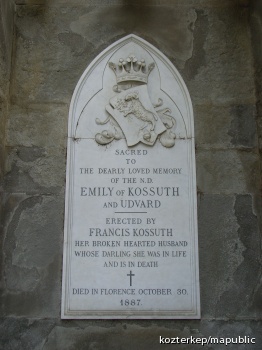 SACRED
TO
THE DEARLY LOVED MEMORY
OF THE N.D.
EMILY OF KOSSUTH
AND UDVARD
ERECTED BY
FRANCIS KOSSUTH
HER BROKEN HEARTED HUSBAND
WHOSE DARLING SHE WAS IN LIFE
AND IS IN DEATH
DIED IN FLORENCE OCTOBER 30.
1887.
kozterkep/mapublic